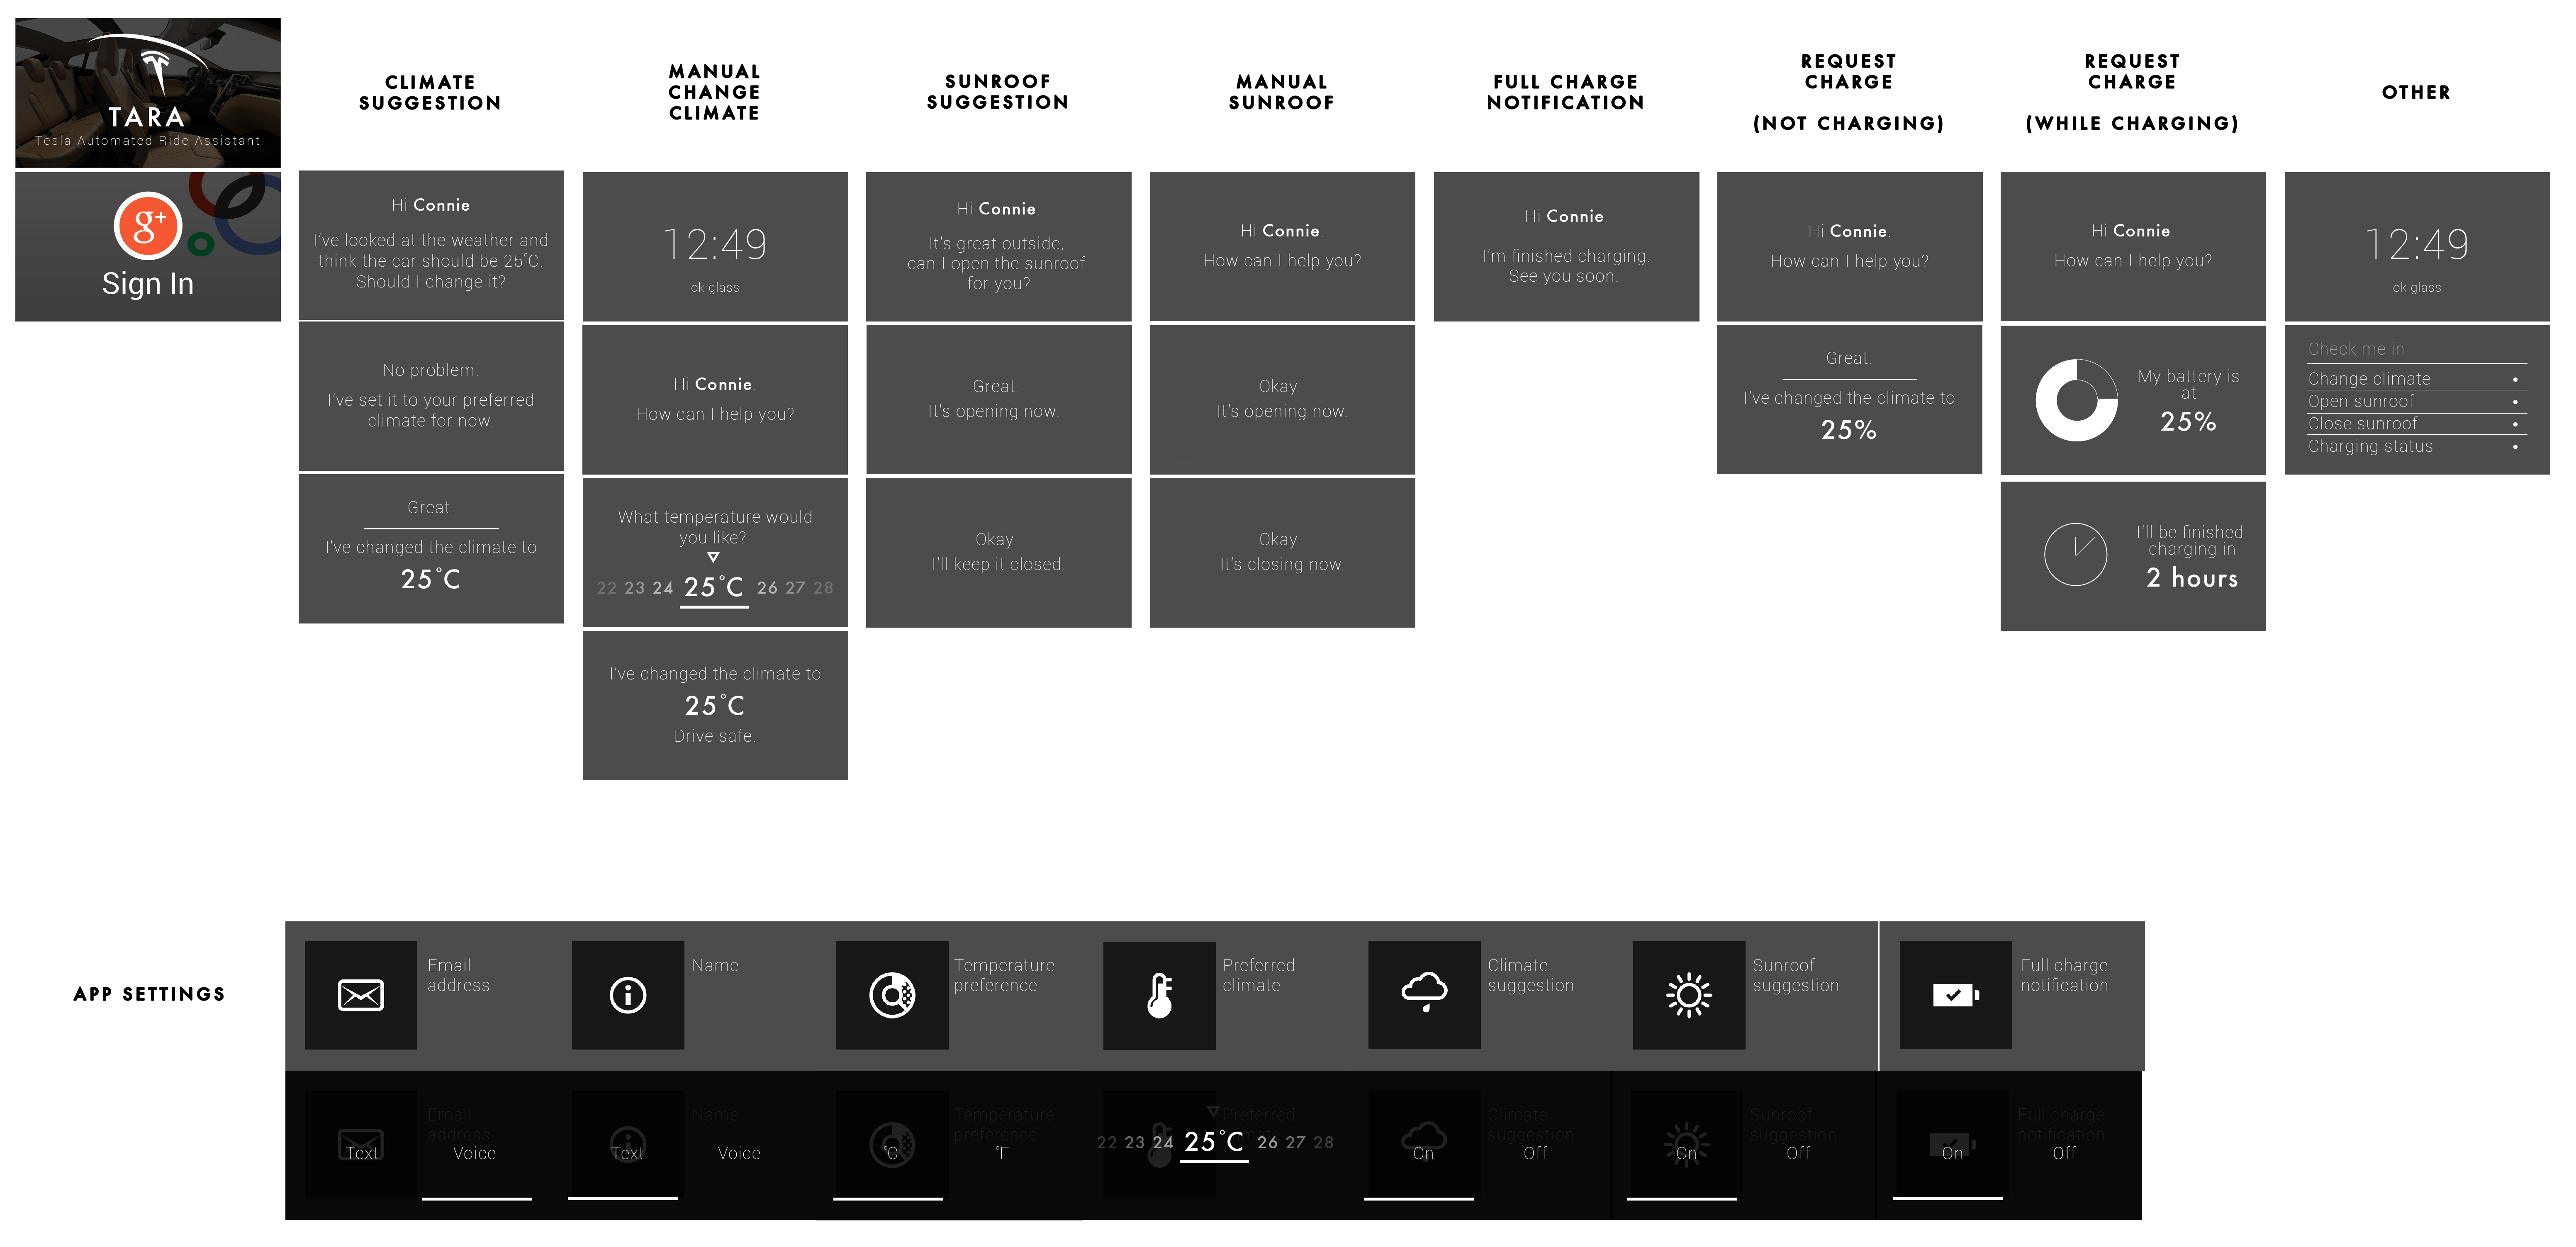 TARA
Tesla Automated Ride Assistant
g+
Sign In
CLIMATE
SUGGESTION
Hi Connie
I've looked at the weather and
think the car should be 25°C.
Should I change it?
No problem.
I've set it to your preferred
climate for now.
Great.
I've changed the climate to
25°C
MANUAL
CHANGE
CLIMATE
12:49
ok glass
Hi Connie
How can I help you?
What temperature would
you like?
22 23 24 25°C 26 27 28
I've changed the climate to
25°C
Drive safe.
SUNROOF
SUGGESTION
Hi Connie.
It's great outside,
can I open the sunroof
for you?
Great.
It's opening now.
Okay.
I'll keep it closed.
MANUAL
SUNROOF
Hi Connie.
How can I help you?
Okay.
It's opening now.
Okay.
It's closing now.
FULL CHARGE
NOTIFICATION
Hi Connie.
I'm finished charging.
See you soon.
REQUEST
CHARGE
(NOT CHARGING)
Hi Connie.
How can I help you?
Great.
I've changed the climate to
25%
REQUEST
CHARGE
(WHILE CHARGING)
Hi Connie.
How can I help you?
My battery is
at
25%
I'll be finished
charging in
2 hours
OTHER
12:49
ok glass
Check me in
Change climate
Open sunroof
Close sunroof
Charging status
APP SETTINGS
Email
address
Name
Temperature
preference
Preferred
climate
Climate
suggestion
Sunroof
suggestion
Full charge
notification
Email
address
Text Voice
Name
Text Voice
Temperature
preference
°C °F
Preferred
22 23 24 25°C 26 27 28
Climate
suggestion
On Off
Sunroof
suggestion
On Off
Full charge
notification
On Off